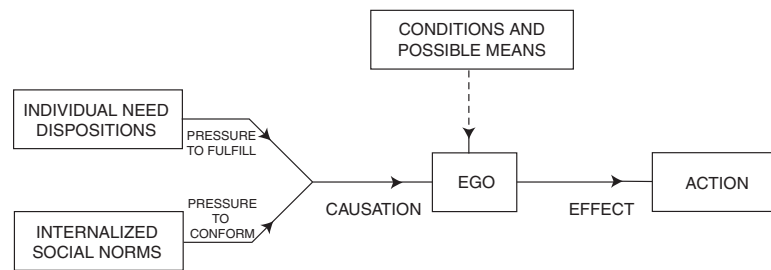 CONDITIONS AND
POSSIBLE MEANS
INDIVIDUAL NEED
DISPOSITIONS
PRESSURE
TO FULFILL
EGO
ACTION
CAUSATION
EFFECT
PRESSURE
TO
CONFORM
INTERNALIZED
SOCIAL NORMS